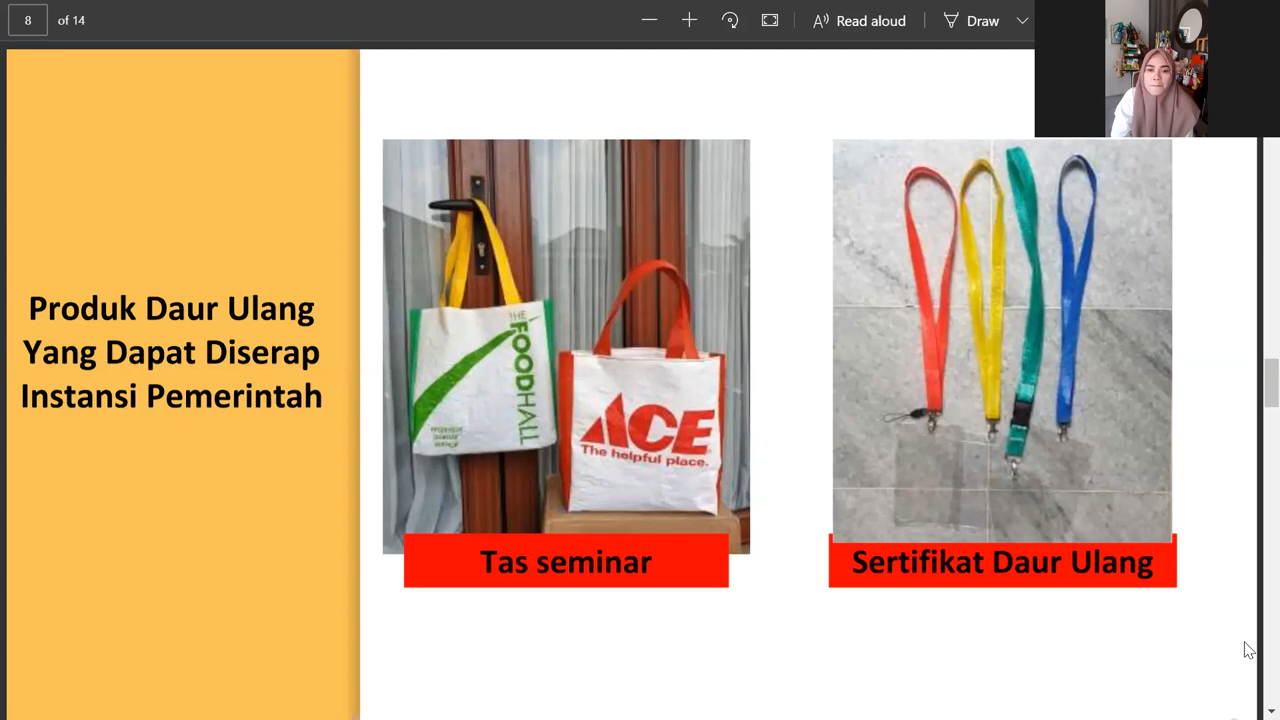 8 of 14
Read aloud
Draw
Produk Daur Ulang
Yang Dapat Diserap
Instansi Pemerintah
THE
FOODHALL
ACE
The helpful place.
Tas seminar
Sertifikat Daur Ulang